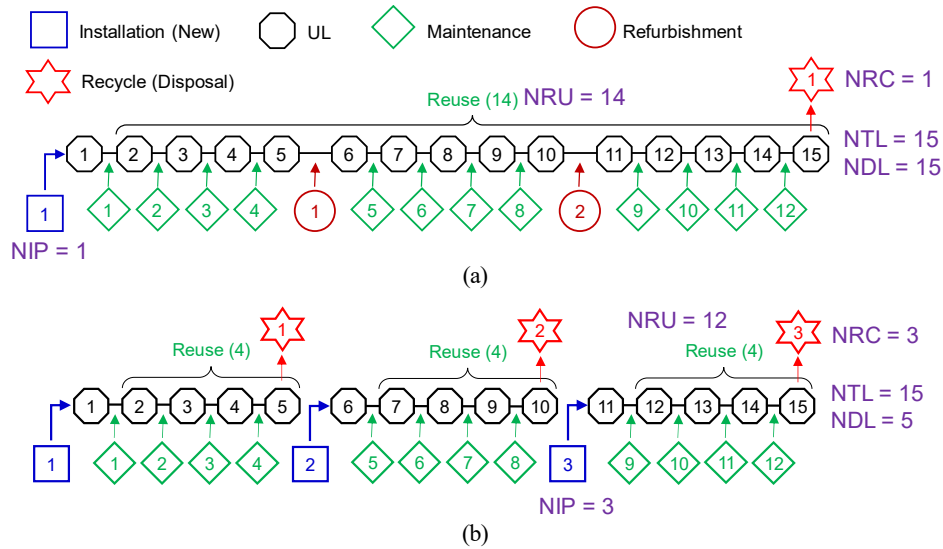 Installation (New) UL Maintenance Refurbishment
Recycle (Disposal)
1 NRC = 1
Reuse (14) NRU = 14
NTL = 15
1 2 3 4 5 6 7 8 9 10 11 12 13 14 15
NDL = 15
1 1 2 3 4 1 5 6 7 8 2 9 10 11 12
NIP = 1
(a)
1 2 NRU = 12 3 NRC = 3
Reuse (4) Reuse (4) Reuse (4)
NTL = 15
1 2 3 4 5 6 7 8 9 10 11 12 13 14 15
NDL = 5
1 1 2 3 4 2 5 6 7 8 3 9 10 11 12
NIP = 3
(b)